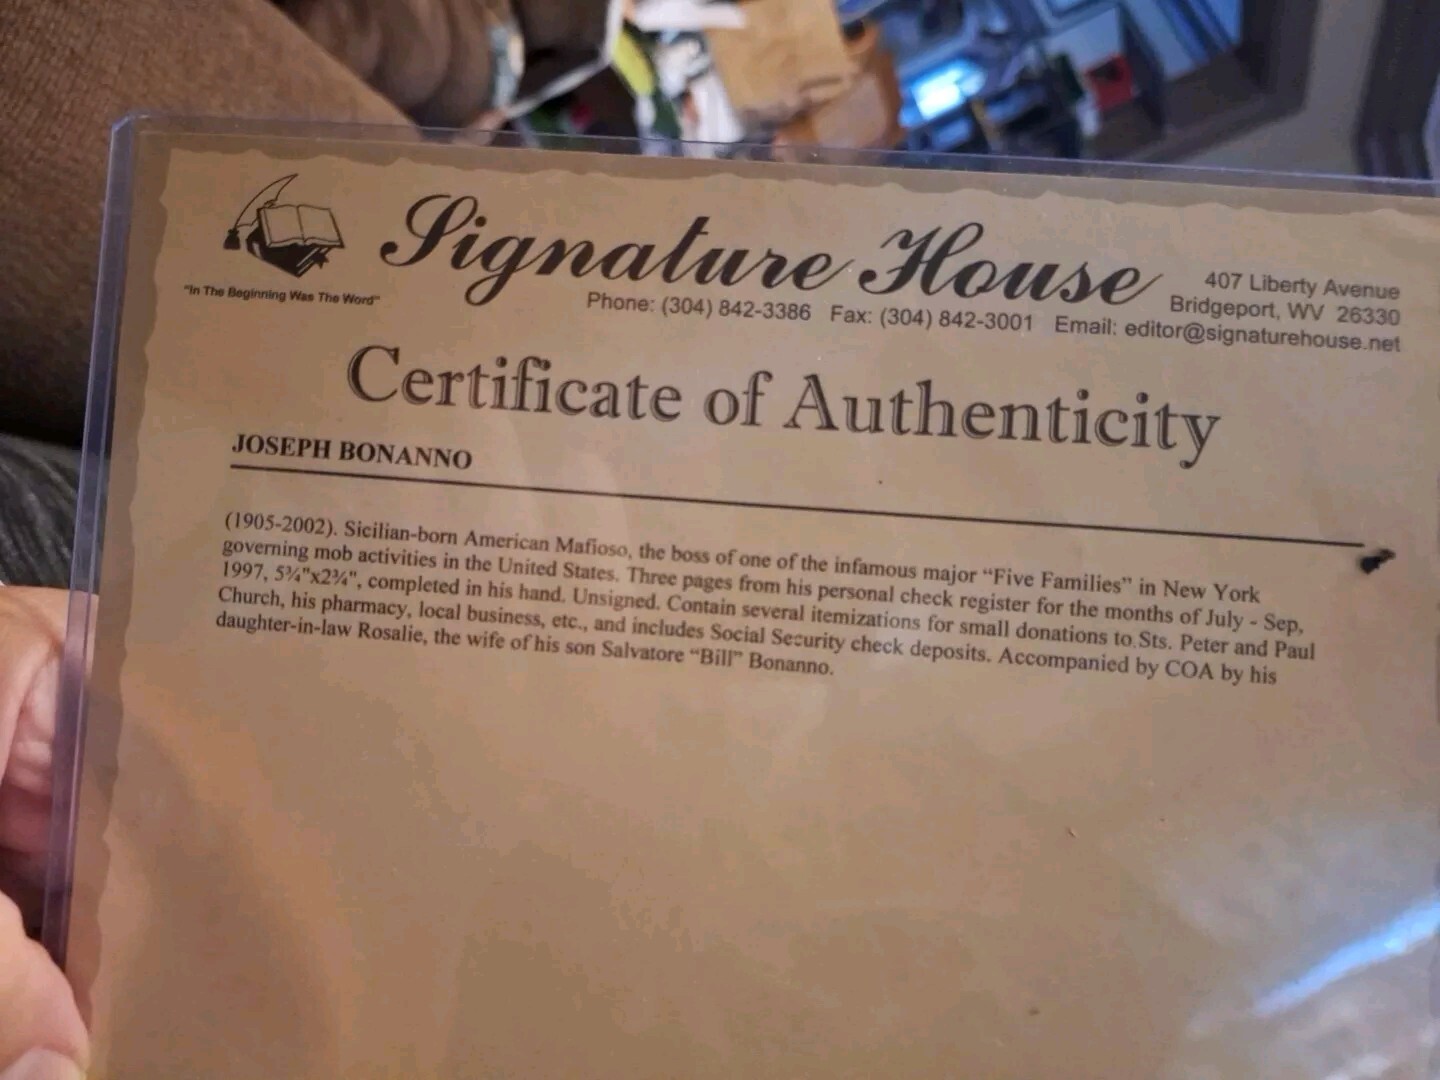 Signature House
"In The Beginning Was The Word"
407 Liberty Avenue
Bridgeport, WV 26330
Phone: (304) 842-3386 Fax: (304) 842-3001 Email: editor@signaturehouse.net
Certificate of Authenticity
JOSEPH BONANNO
(1905-2002). Sicilian-born American Mafioso, the boss of one of the infamous major “Five Families” in New York
governing mob activities in the United States. Three pages from his personal check register for the months of July - Sep,
1997, 5¾"x2¾", completed in his hand. Unsigned. Contain several itemizations for small donations to Sts. Peter and Paul
Church, his pharmacy, local business, etc., and includes Social Security check deposits. Accompanied by COA by his
daughter-in-law Rosalie, the wife of his son Salvatore “Bill” Bonanno.